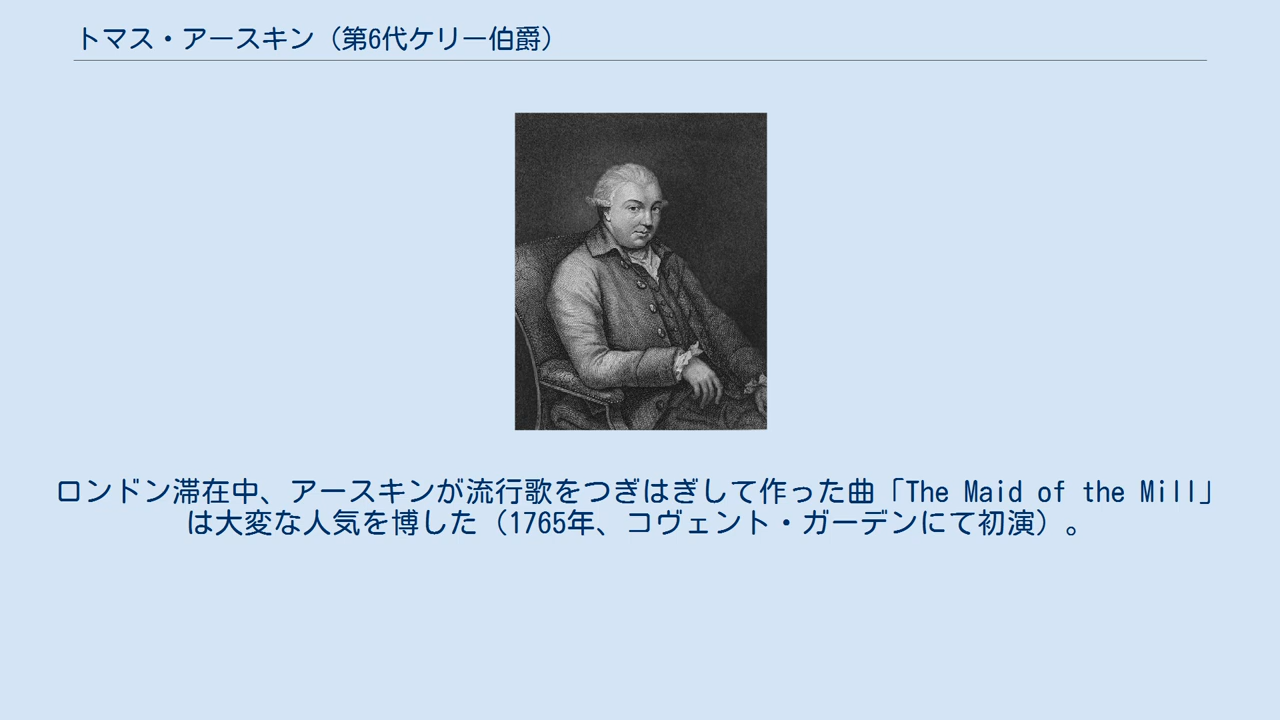 トマス・アースキン（第6代ケリー伯爵）
ロンドン滞在中、アースキンが流行歌をつぎはぎして作った曲「The Maid of the Mill」
は大変な人気を博した（1765年、コヴェント・ガーデンにて初演）。